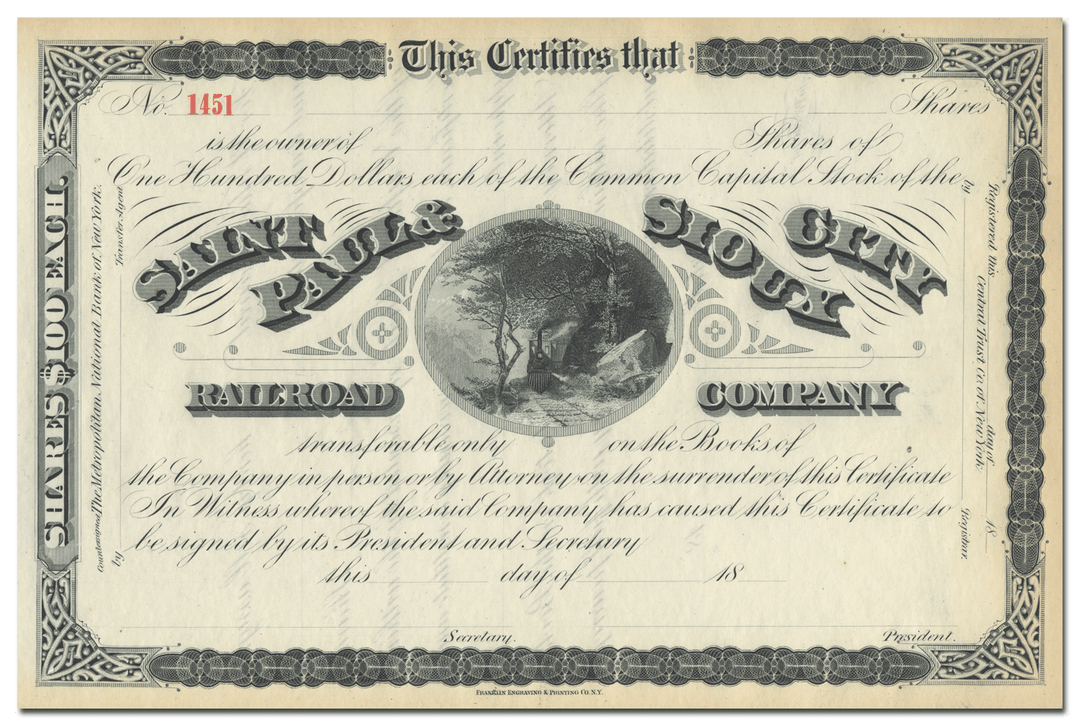 This Certifies that
No. 1451 Shares
is the owner of Shares of
One Hundred Dollars each of the Common Capital Stock of the
SAINT PAUL & SIOUX CITY
RAILROAD COMPANY
transferable only on the Books of
the Company in person or by Attorney on the surrender of this Certificate
In Witness whereof the said Company has caused this Certificate to
be signed by its President and Secretary
this day of 18
Secretary. President.
FRANKLIN ENGRAVING & PRINTING CO. N.Y.
SHARES $100 EACH
Countersigned The Metropolitan National Bank of New York.
by Transfer Agent
Registered this day of 18
Central Trust Co. of New York.
by Registrar